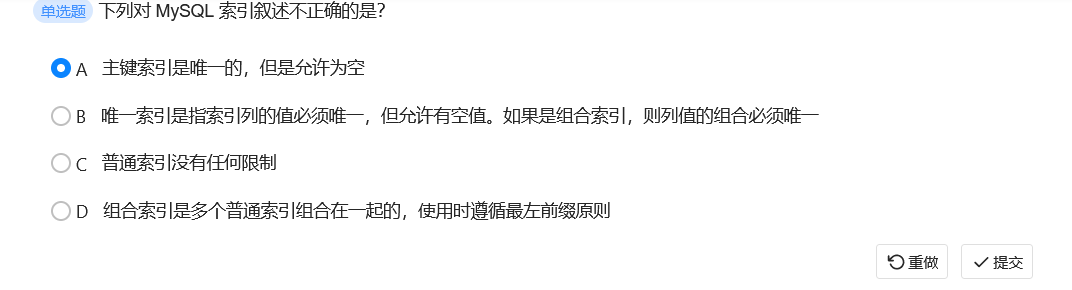 单选题 下列对 MySQL 索引叙述不正确的是?
A 主键索引是唯一的，但是允许为空
B 唯一索引是指索引列的值必须唯一，但允许有空值。如果是组合索引，则列值的组合必须唯一
C 普通索引没有任何限制
D 组合索引是多个普通索引组合在一起的，使用时遵循最左前缀原则
重做 提交